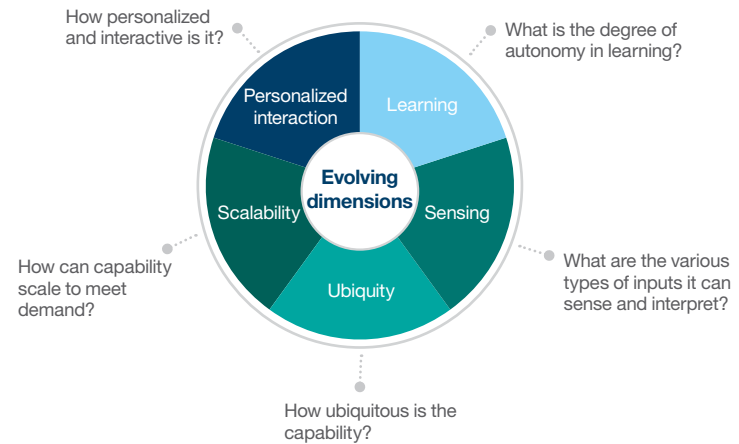 How personalized
and interactive is it?
What is the degree of
autonomy in learning?
Personalized
interaction
Learning
Evolving
dimensions
Scalability
Sensing
Ubiquity
How can capability
scale to meet
demand?
What are the various
types of inputs it can
sense and interpret?
How ubiquitous is the
capability?